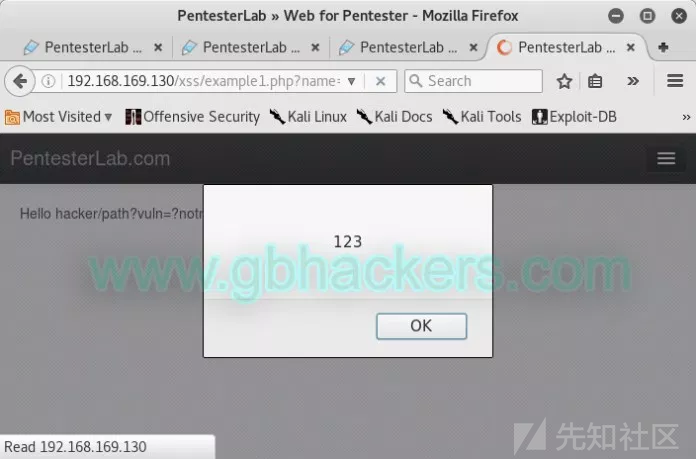 PentesterLab » Web for Pentester - Mozilla Firefox
PentesterLab ... × PentesterLab ... × PentesterLab ... × PentesterLab ... ×
192.168.169.130/xss/example1.php?name= Search
Most Visited Offensive Security Kali Linux Kali Docs Kali Tools Exploit-DB »
PentesterLab.com
Hello hacker/path?vuln=?notr
123
www.gbhackers.com
OK
Read 192.168.169.130
先知社区